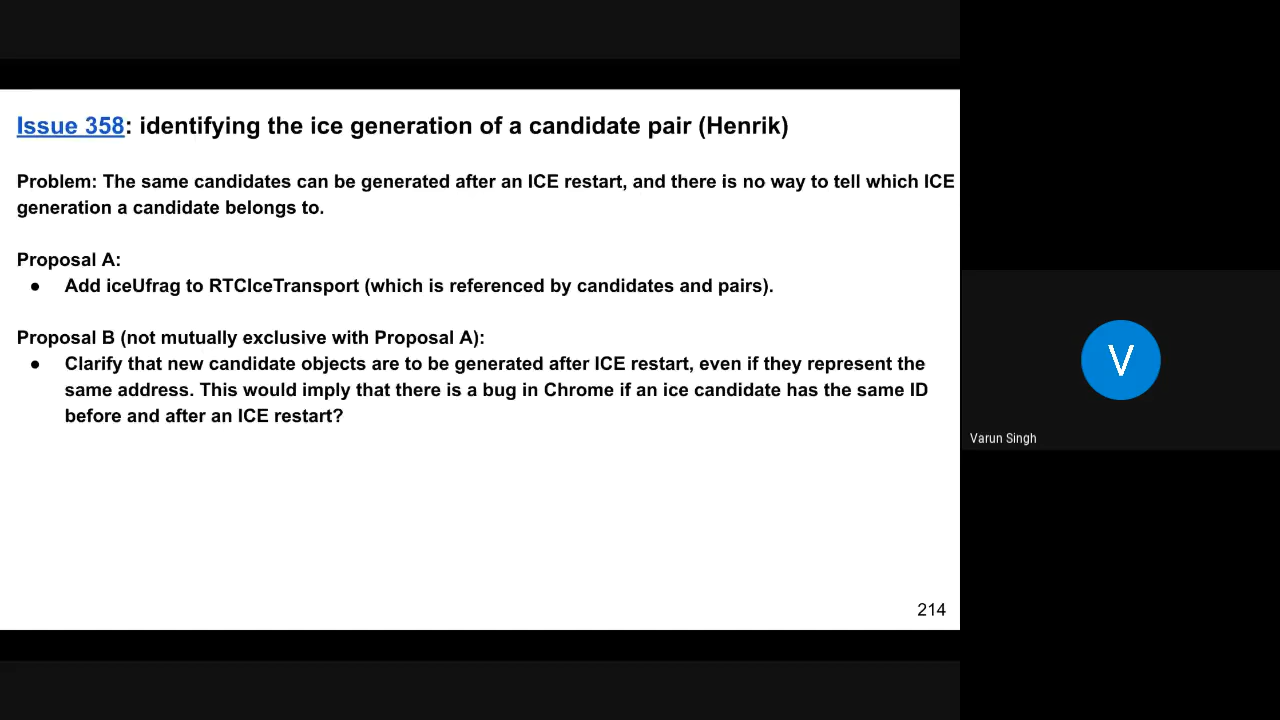 Issue 358: identifying the ice generation of a candidate pair (Henrik)
Problem: The same candidates can be generated after an ICE restart, and there is no way to tell which ICE
generation a candidate belongs to.
Proposal A:
● Add iceUfrag to RTCIceTransport (which is referenced by candidates and pairs).
Proposal B (not mutually exclusive with Proposal A):
● Clarify that new candidate objects are to be generated after ICE restart, even if they represent the
same address. This would imply that there is a bug in Chrome if an ice candidate has the same ID
before and after an ICE restart?
214
V
Varun Singh